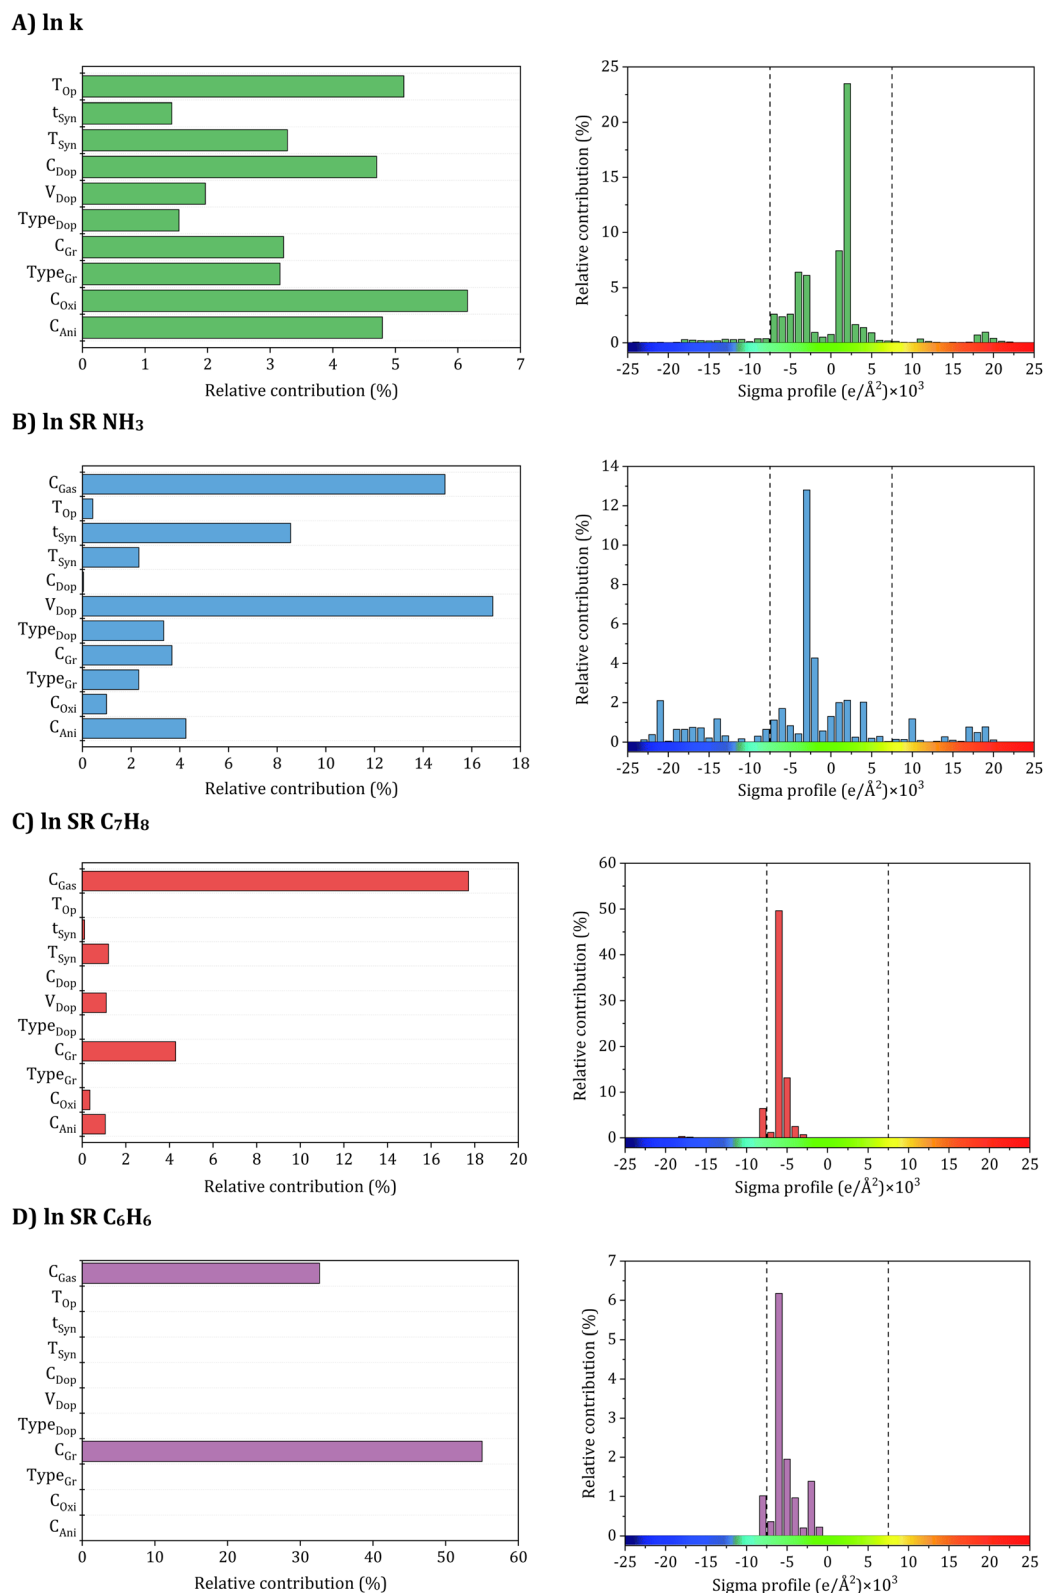 A) ln k
T_Op
t_Syn
T_Syn
C_Dop
V_Dop
Type_Dop
C_Gr
Type_Gr
C_Oxi
C_Ani
0 1 2 3 4 5 6 7
Relative contribution (%)
25
20
15
10
5
0
Relative contribution (%)
-25 -20 -15 -10 -5 0 5 10 15 20 25
Sigma profile (e/Å²)×10³
B) ln SR NH₃
C_Gas
T_Op
t_Syn
T_Syn
C_Dop
V_Dop
Type_Dop
C_Gr
Type_Gr
C_Oxi
C_Ani
0 2 4 6 8 10 12 14 16 18
Relative contribution (%)
14
12
10
8
6
4
2
0
Relative contribution (%)
-25 -20 -15 -10 -5 0 5 10 15 20 25
Sigma profile (e/Å²)×10³
C) ln SR C₇H₈
C_Gas
T_Op
t_Syn
T_Syn
C_Dop
V_Dop
Type_Dop
C_Gr
Type_Gr
C_Oxi
C_Ani
0 2 4 6 8 10 12 14 16 18 20
Relative contribution (%)
60
50
40
30
20
10
0
Relative contribution (%)
-25 -20 -15 -10 -5 0 5 10 15 20 25
Sigma profile (e/Å²)×10³
D) ln SR C₆H₆
C_Gas
T_Op
t_Syn
T_Syn
C_Dop
V_Dop
Type_Dop
C_Gr
Type_Gr
C_Oxi
C_Ani
0 10 20 30 40 50 60
Relative contribution (%)
7
6
5
4
3
2
1
0
Relative contribution (%)
-25 -20 -15 -10 -5 0 5 10 15 20 25
Sigma profile (e/Å²)×10³